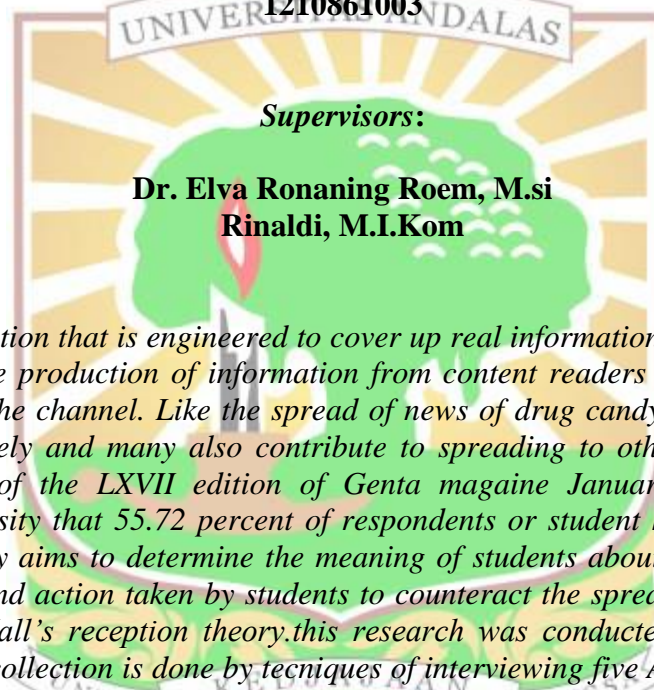 1210861003
UNIVERSITAS ANDALAS
Supervisors:
Dr. Elva Ronaning Roem, M.si
Rinaldi, M.I.Kom
tion that is engineered to cover up real information
e production of information from content readers
he channel. Like the spread of news of drug candy
ely and many also contribute to spreading to oth
of the LXVII edition of Genta magaine Januar
sity that 55.72 percent of respondents or student
y aims to determine the meaning of students abou
nd action taken by students to counteract the sprea
all's reception theory.this research was conducte
collection is done by tecniques of interviewing five A
KEDJAJAAN